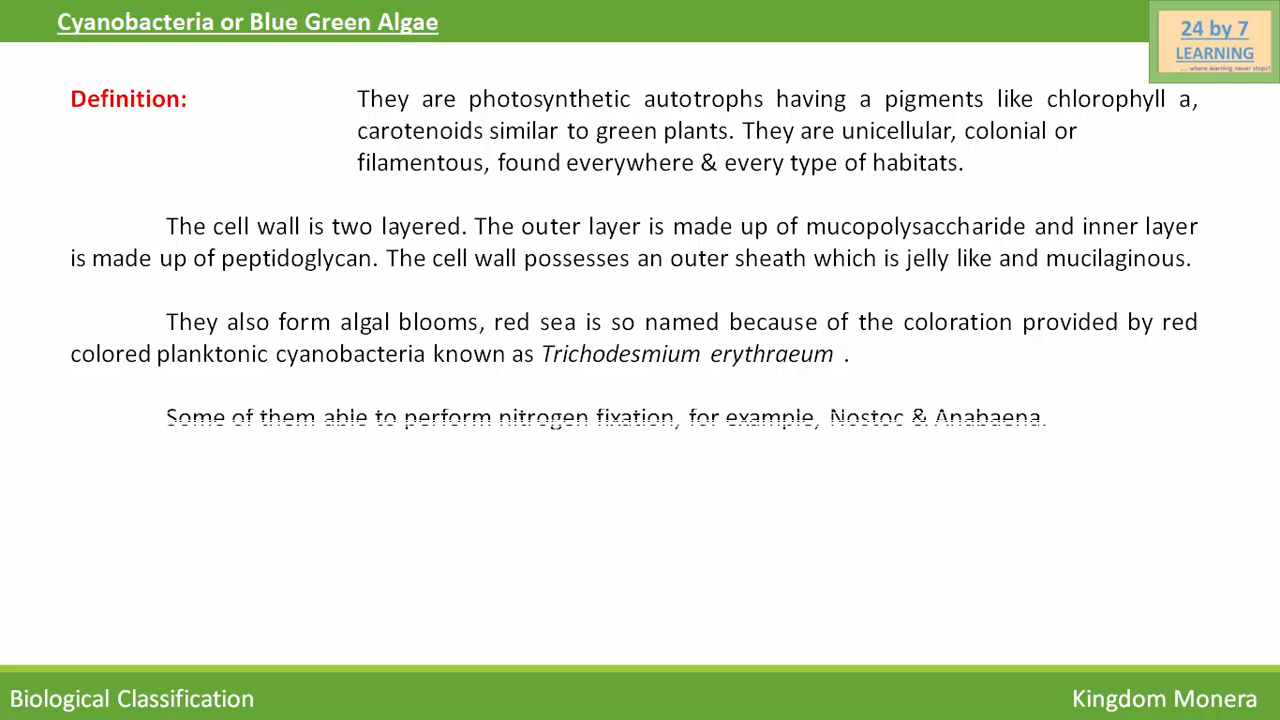 Cyanobacteria or Blue Green Algae
24 by 7
LEARNING
.... where learning never stops!
Definition:
They are photosynthetic autotrophs having a pigments like chlorophyll a,
carotenoids similar to green plants. They are unicellular, colonial or
filamentous, found everywhere & every type of habitats.
The cell wall is two layered. The outer layer is made up of mucopolysaccharide and inner layer
is made up of peptidoglycan. The cell wall possesses an outer sheath which is jelly like and mucilaginous.
They also form algal blooms, red sea is so named because of the coloration provided by red
colored planktonic cyanobacteria known as Trichodesmium erythraeum .
Some of them able to perform nitrogen fixation, for example, Nostoc & Anabaena.
Biological Classification
Kingdom Monera